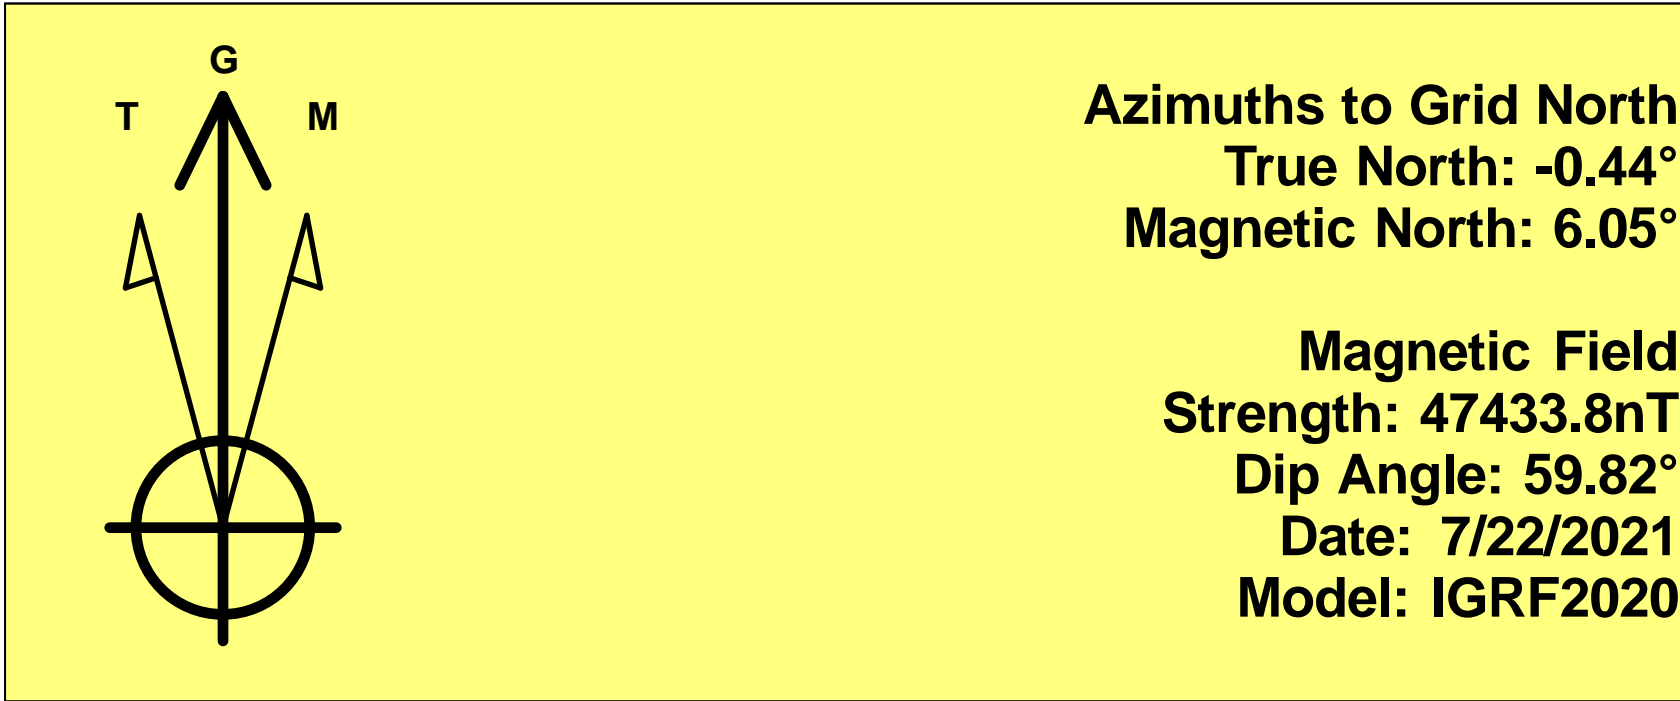 G
T M
Azimuths to Grid North
True North: -0.44°
Magnetic North: 6.05°
Magnetic Field
Strength: 47433.8nT
Dip Angle: 59.82°
Date: 7/22/2021
Model: IGRF2020